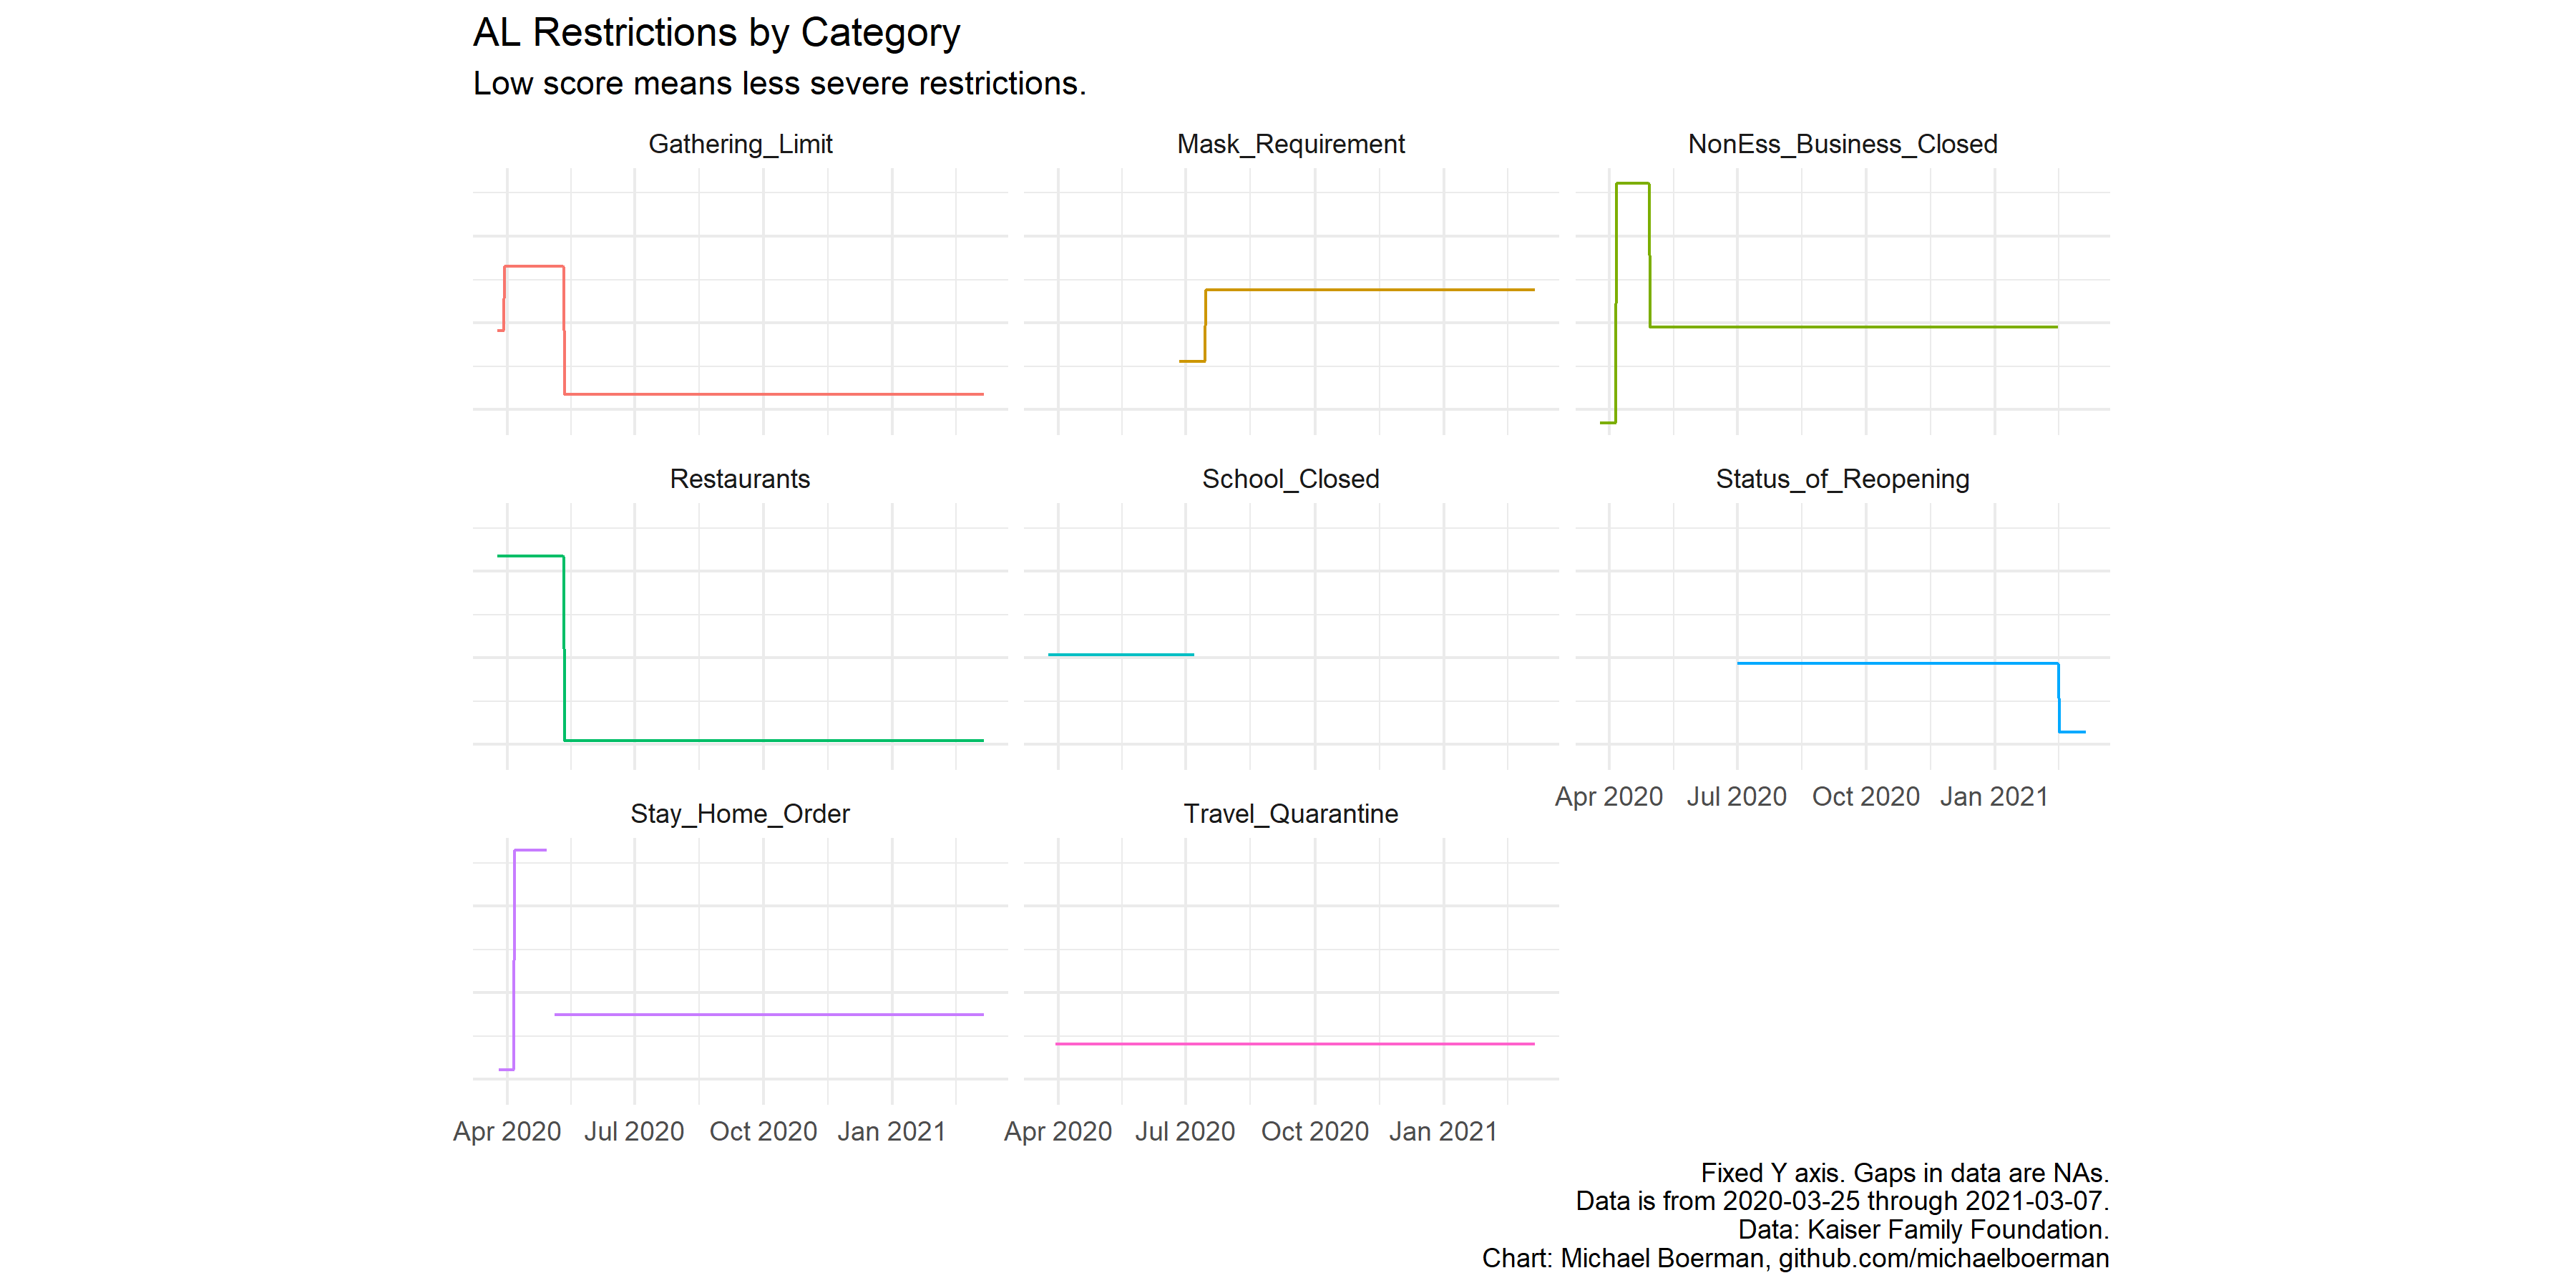 AL Restrictions by Category
Low score means less severe restrictions.
Gathering_Limit
Mask_Requirement
NonEss_Business_Closed
Restaurants
School_Closed
Status_of_Reopening
Apr 2020 Jul 2020 Oct 2020 Jan 2021
Stay_Home_Order
Travel_Quarantine
Apr 2020 Jul 2020 Oct 2020 Jan 2021
Apr 2020 Jul 2020 Oct 2020 Jan 2021
Fixed Y axis. Gaps in data are NAs.
Data is from 2020-03-25 through 2021-03-07.
Data: Kaiser Family Foundation.
Chart: Michael Boerman, github.com/michaelboerman